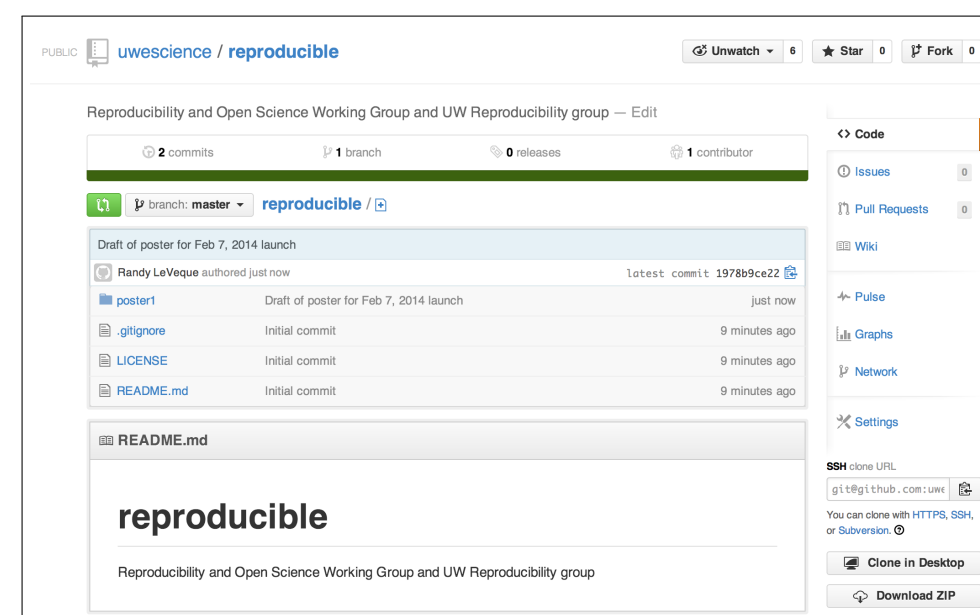 PUBLIC uwescience / reproducible Unwatch 6 Star 0 Fork 0
Reproducibility and Open Science Working Group and UW Reproducibility group — Edit
2 commits 1 branch 0 releases 1 contributor
branch: master reproducible /
Draft of poster for Feb 7, 2014 launch
Randy LeVeque authored just now latest commit 1978b9ce22
poster1 Draft of poster for Feb 7, 2014 launch just now
.gitignore Initial commit 9 minutes ago
LICENSE Initial commit 9 minutes ago
README.md Initial commit 9 minutes ago
README.md
reproducible
Reproducibility and Open Science Working Group and UW Reproducibility group
Code
Issues 0
Pull Requests 0
Wiki
Pulse
Graphs
Network
Settings
SSH clone URL
git@github.com:uwe
You can clone with HTTPS, SSH,
or Subversion.
Clone in Desktop
Download ZIP